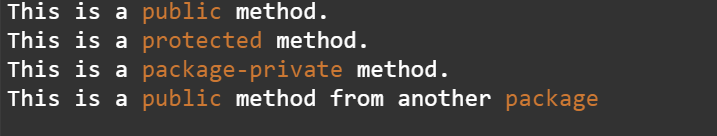 This is a public method.
This is a protected method.
This is a package-private method.
This is a public method from another package